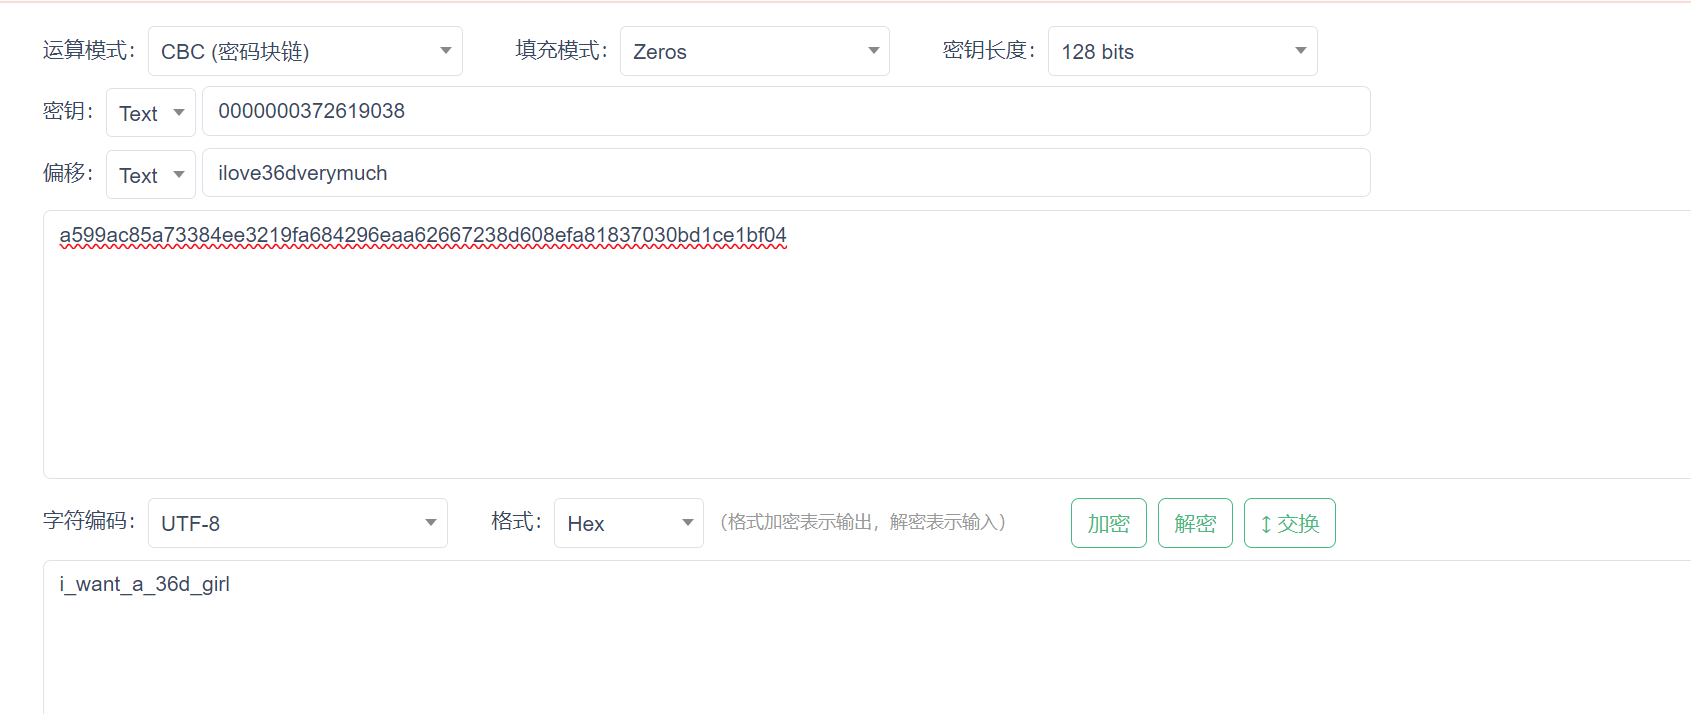 运算模式： CBC (密码块链) 填充模式： Zeros 密钥长度： 128 bits
密钥： Text 0000000372619038
偏移： Text ilove36dverymuch
a599ac85a73384ee3219fa684296eaa62667238d608efa81837030bd1ce1bf04
字符编码： UTF-8 格式： Hex （格式加密表示输出，解密表示输入） 加密 解密 ↕ 交换
i_want_a_36d_girl